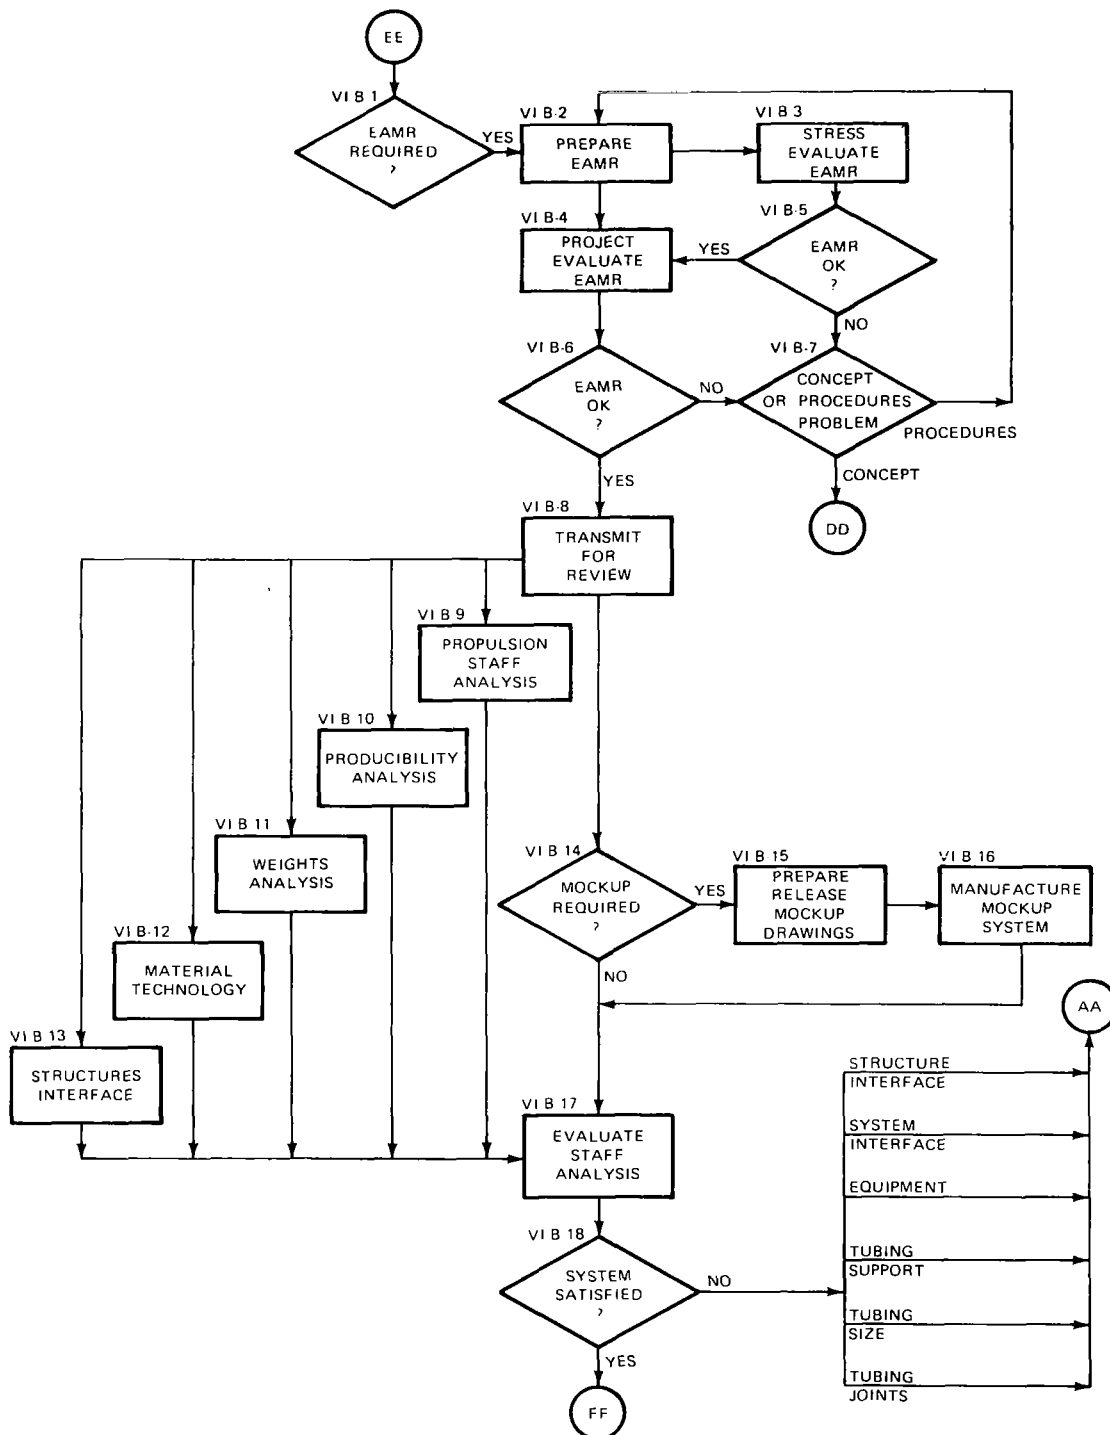 EE
VI B 1
EAMR
REQUIRED
?
YES
VI B-2
PREPARE
EAMR
VI B 3
STRESS
EVALUATE
EAMR
VI B-4
PROJECT
EVALUATE
EAMR
YES
VI B-5
EAMR
OK
?
NO
VI B-6
EAMR
OK
?
NO
VI B-7
CONCEPT
OR PROCEDURES
PROBLEM
PROCEDURES
YES
CONCEPT
DD
VI B-8
TRANSMIT
FOR
REVIEW
VI B 9
PROPULSION
STAFF
ANALYSIS
VI B 10
PRODUCIBILITY
ANALYSIS
VI B 11
WEIGHTS
ANALYSIS
VI B-12
MATERIAL
TECHNOLOGY
VI B 13
STRUCTURES
INTERFACE
VI B 14
MOCKUP
REQUIRED
?
YES
NO
VI B 15
PREPARE
RELEASE
MOCKUP
DRAWINGS
VI B 16
MANUFACTURE
MOCKUP
SYSTEM
AA
VI B 17
EVALUATE
STAFF
ANALYSIS
VI B 18
SYSTEM
SATISFIED
?
NO
YES
FF
STRUCTURE
INTERFACE
SYSTEM
INTERFACE
EQUIPMENT
TUBING
SUPPORT
TUBING
SIZE
TUBING
JOINTS